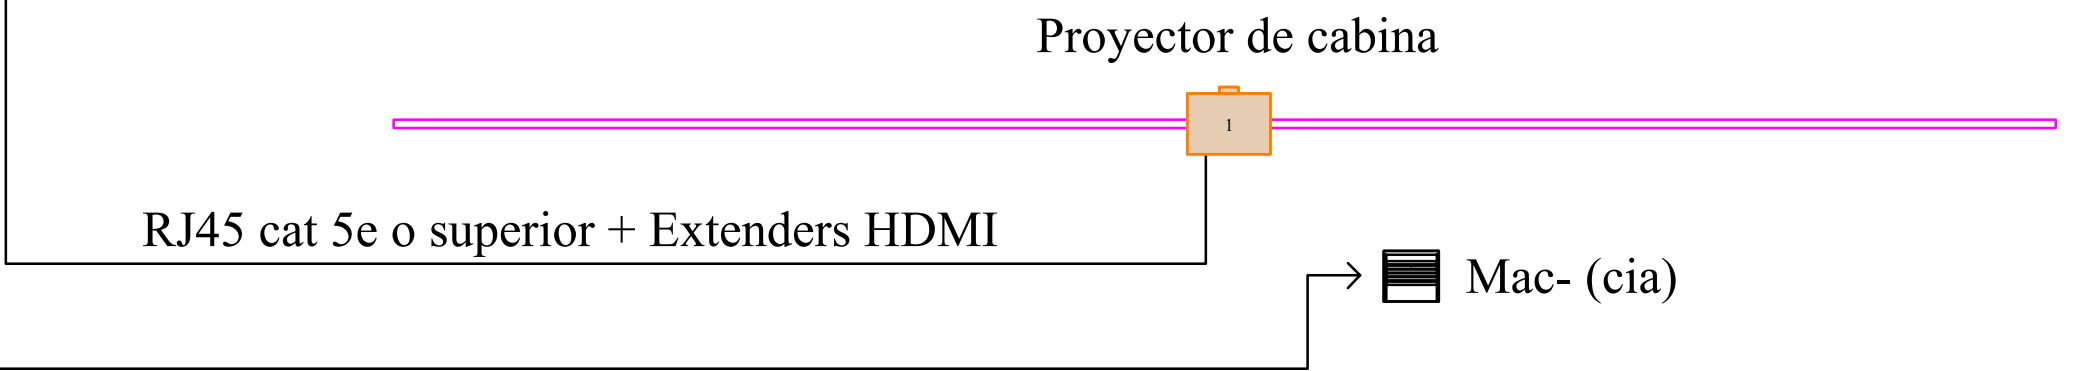 Proyector de cabina
1
RJ45 cat 5e o superior + Extenders HDMI
Mac- (cia)